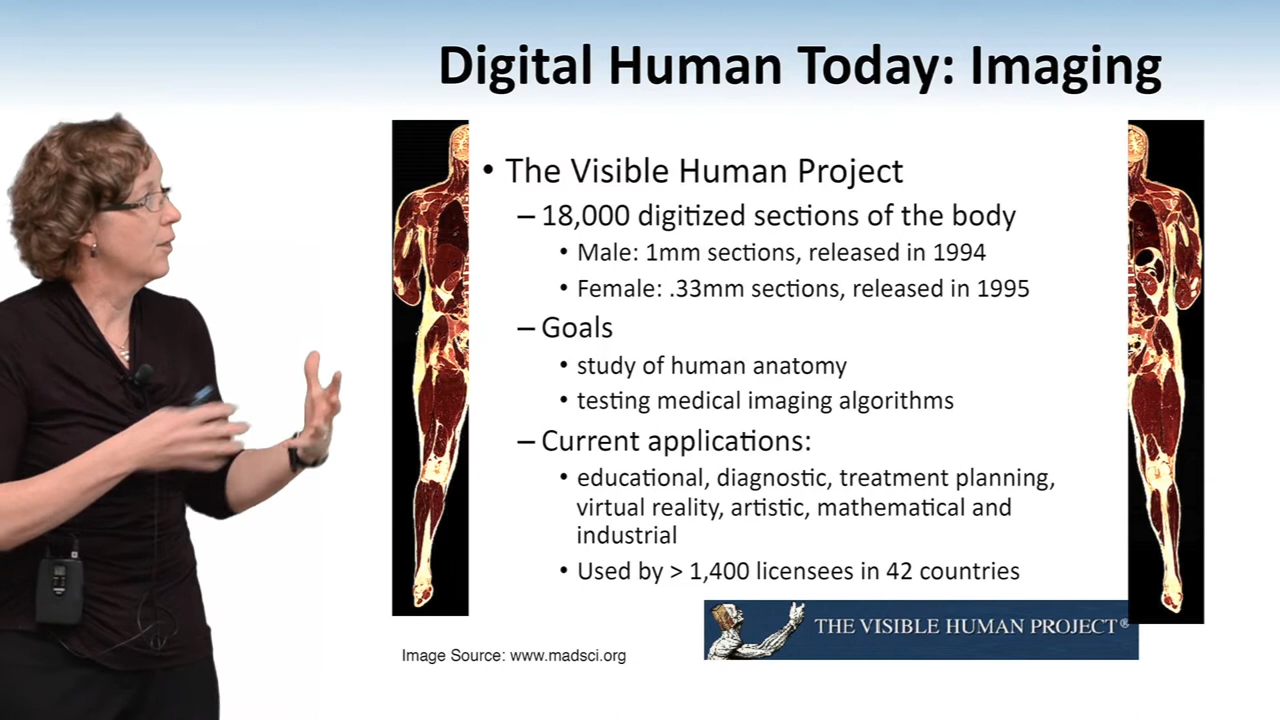 Digital Human Today: Imaging
• The Visible Human Project
– 18,000 digitized sections of the body
• Male: 1mm sections, released in 1994
• Female: .33mm sections, released in 1995
– Goals
• study of human anatomy
• testing medical imaging algorithms
– Current applications:
• educational, diagnostic, treatment planning,
virtual reality, artistic, mathematical and
industrial
• Used by > 1,400 licensees in 42 countries
THE VISIBLE HUMAN PROJECT®
Image Source: www.madsci.org